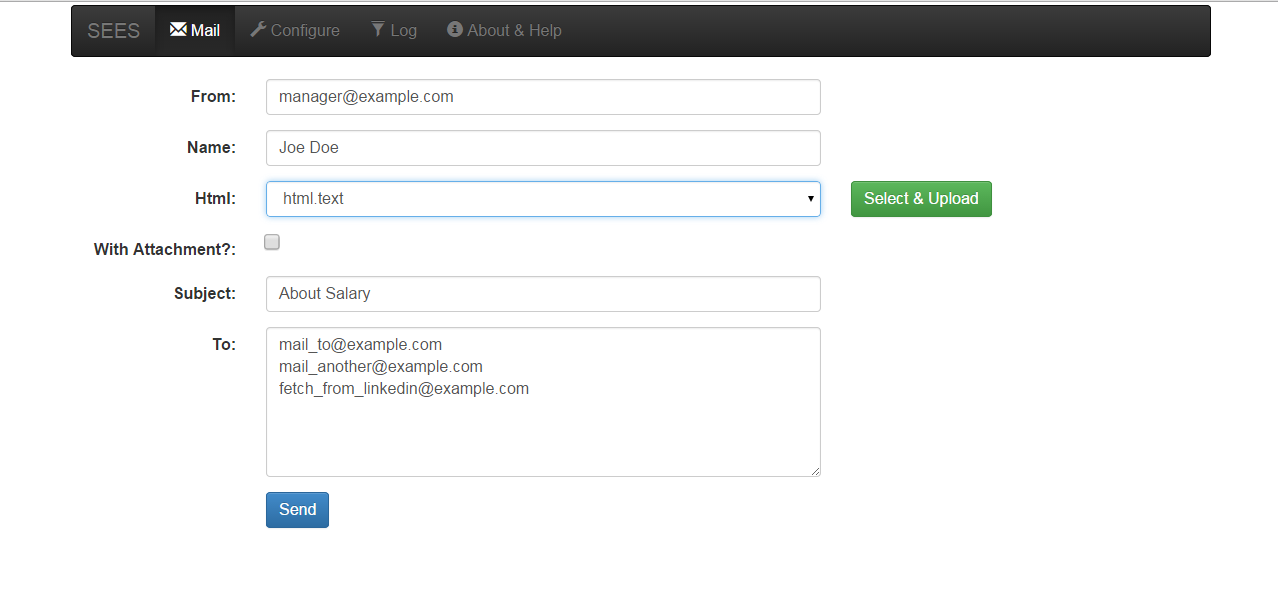 SEES Mail Configure Log About & Help
From: manager@example.com
Name: Joe Doe
Html: html.text Select & Upload
With Attachment?:
Subject: About Salary
To: mail_to@example.com
mail_another@example.com
fetch_from_linkedin@example.com
Send